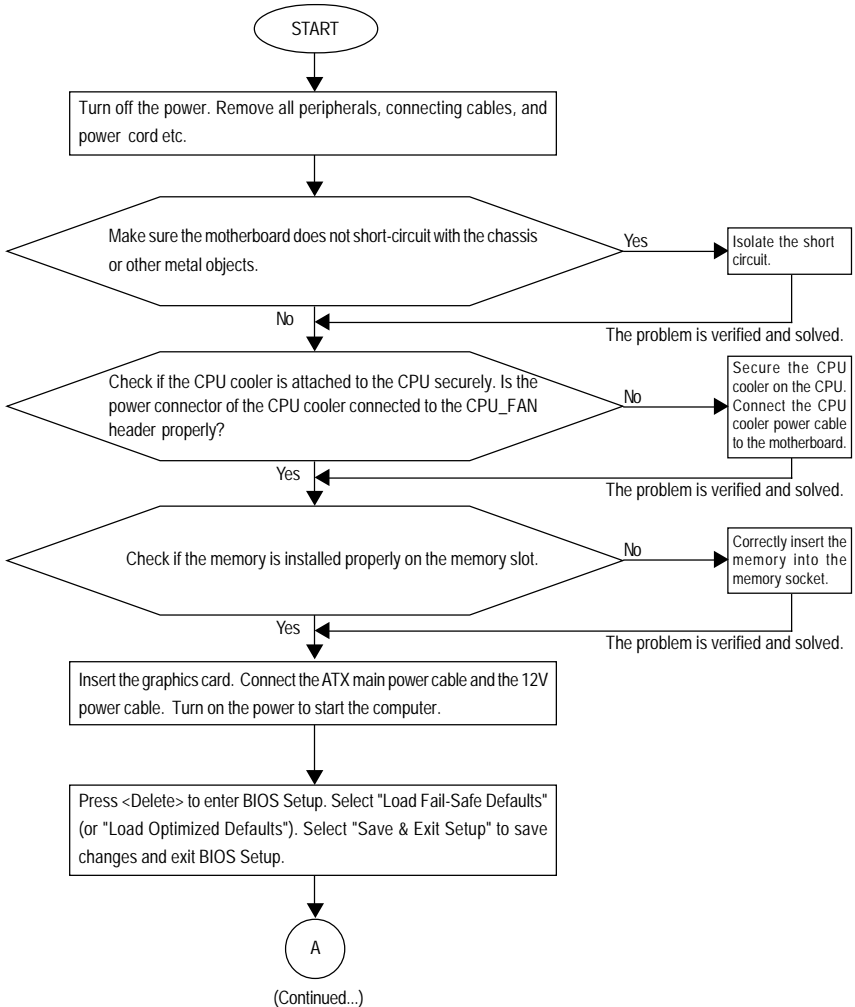 START
Turn off the power. Remove all peripherals, connecting cables, and
power cord etc.
Make sure the motherboard does not short-circuit with the chassis
or other metal objects.
Yes
Isolate the short
circuit.
No
The problem is verified and solved.
Check if the CPU cooler is attached to the CPU securely. Is the
power connector of the CPU cooler connected to the CPU_FAN
header properly?
No
Secure the CPU
cooler on the CPU.
Connect the CPU
cooler power cable
to the motherboard.
Yes
The problem is verified and solved.
Check if the memory is installed properly on the memory slot.
No
Correctly insert the
memory into the
memory socket.
Yes
The problem is verified and solved.
Insert the graphics card. Connect the ATX main power cable and the 12V
power cable. Turn on the power to start the computer.
Press <Delete> to enter BIOS Setup. Select "Load Fail-Safe Defaults"
(or "Load Optimized Defaults"). Select "Save & Exit Setup" to save
changes and exit BIOS Setup.
A
(Continued...)